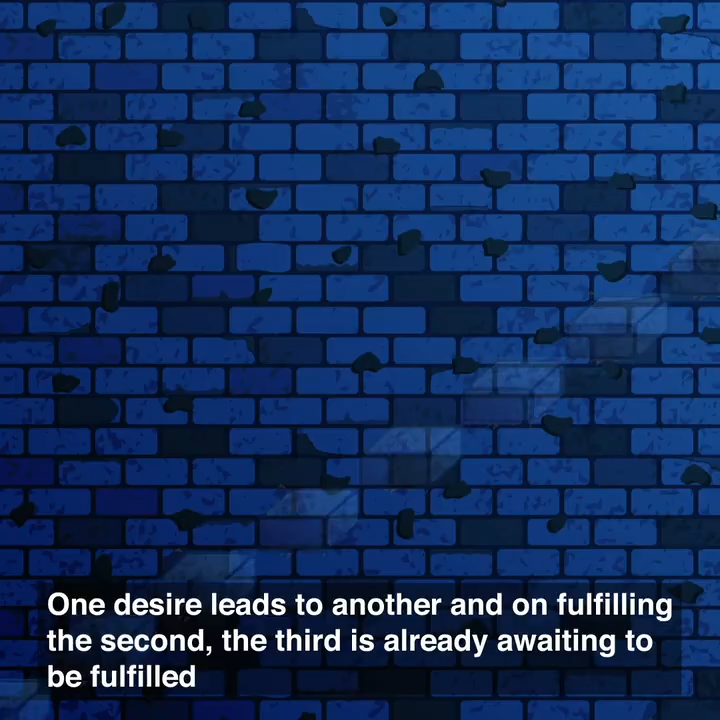 One desire leads to another and on fulfilling
the second, the third is already awaiting to
be fulfilled